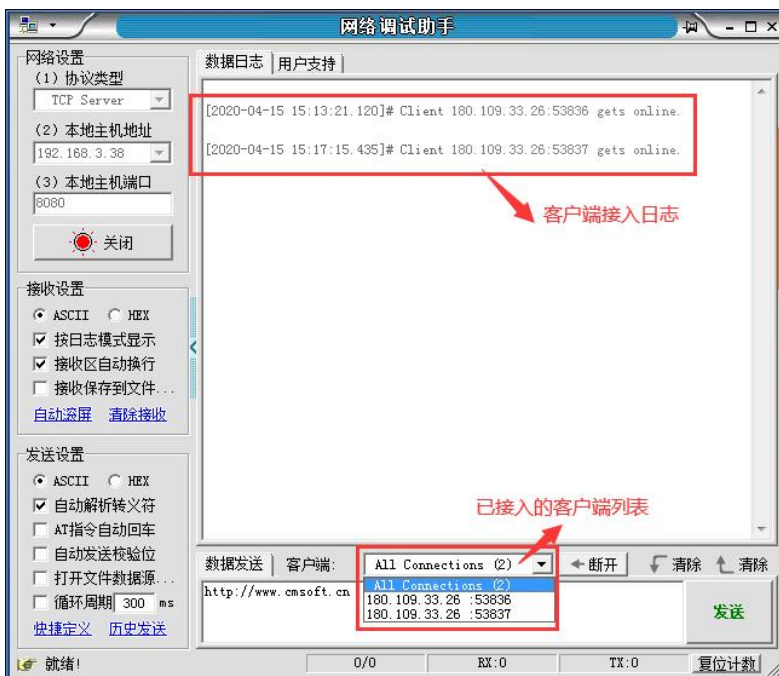 网络调试助手
网络设置
(1) 协议类型
TCP Server
(2) 本地主机地址
192.168.3.38
(3) 本地主机端口
8080
关闭
接收设置
ASCII HEX
按日志模式显示
接收区自动换行
接收保存到文件...
自动滚屏 清除接收
发送设置
ASCII HEX
自动解析转义符
AT指令自动回车
自动发送校验位
打开文件数据源...
循环周期 300 ms
快捷定义 历史发送
数据日志 用户支持
[2020-04-15 15:13:21.120]# Client 180.109.33.26:53836 gets online.
[2020-04-15 15:17:15.435]# Client 180.109.33.26:53837 gets online.
客户端接入日志
已接入的客户端列表
数据发送 客户端: All Connections (2) 断开 清除 清除
All Connections (2)
180.109.33.26 :53836
180.109.33.26 :53837
http://www.cmsoft.cn
发送
就绪! 0/0 RX:0 TX:0 复位计数